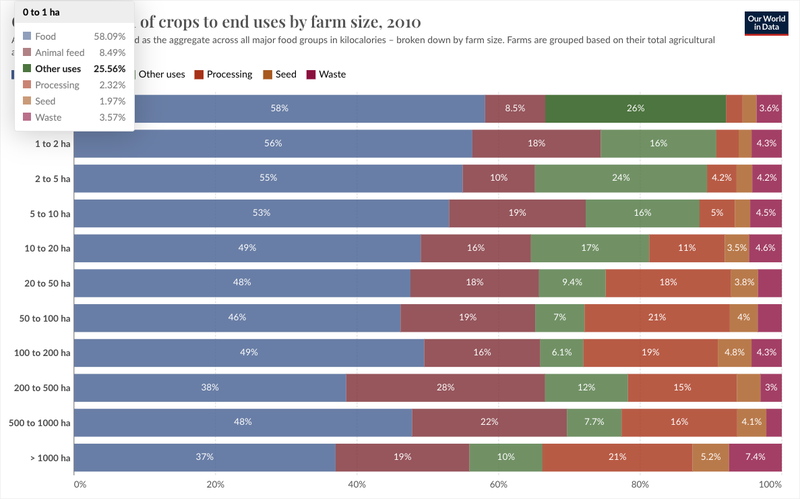 0 to 1 ha
Food 58.09%
Animal feed 8.49%
Other uses 25.56%
Processing 2.32%
Seed 1.97%
Waste 3.57%
of crops to end uses by farm size, 2010
Our World
in Data
as the aggregate across all major food groups in kilocalories – broken down by farm size. Farms are grouped based on their total agricultural
Other uses Processing Seed Waste
58% 8.5% 26% 3.6%
1 to 2 ha 56% 18% 16% 4.3%
2 to 5 ha 55% 10% 24% 4.2% 4.2%
5 to 10 ha 53% 19% 16% 5% 4.5%
10 to 20 ha 49% 16% 17% 11% 3.5% 4.6%
20 to 50 ha 48% 18% 9.4% 18% 3.8%
50 to 100 ha 46% 19% 7% 21% 4%
100 to 200 ha 49% 16% 6.1% 19% 4.8% 4.3%
200 to 500 ha 38% 28% 12% 15% 3%
500 to 1000 ha 48% 22% 7.7% 16% 4.1%
> 1000 ha 37% 19% 10% 21% 5.2% 7.4%
0% 20% 40% 60% 80% 100%